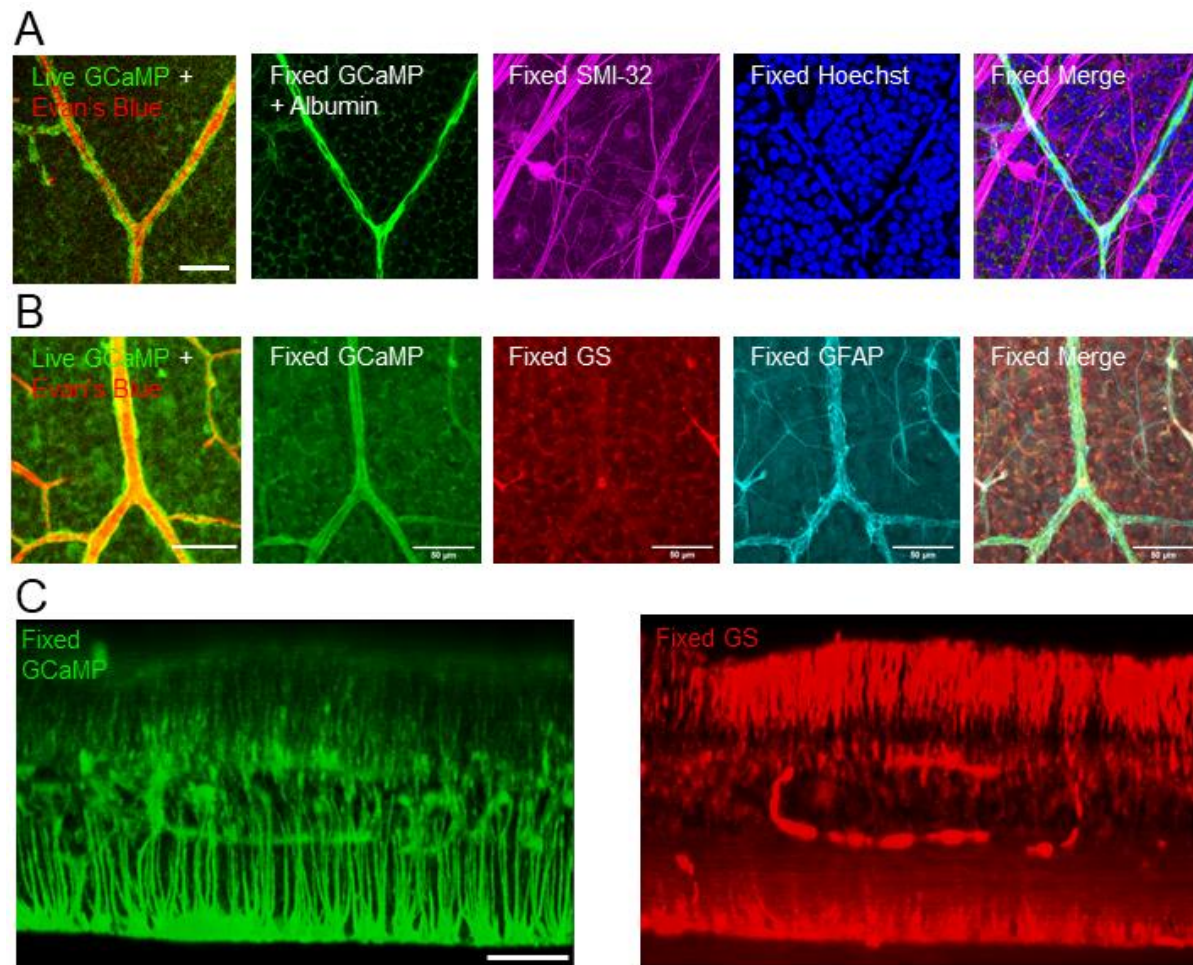 A
Live GCaMP +
Evan's Blue
Fixed GCaMP
+ Albumin
Fixed SMI-32
Fixed Hoechst
Fixed Merge
B
Live GCaMP +
Evan's Blue
Fixed GCaMP
50 µm
Fixed GS
50 µm
Fixed GFAP
50 µm
Fixed Merge
50 µm
C
Fixed
GCaMP
Fixed GS